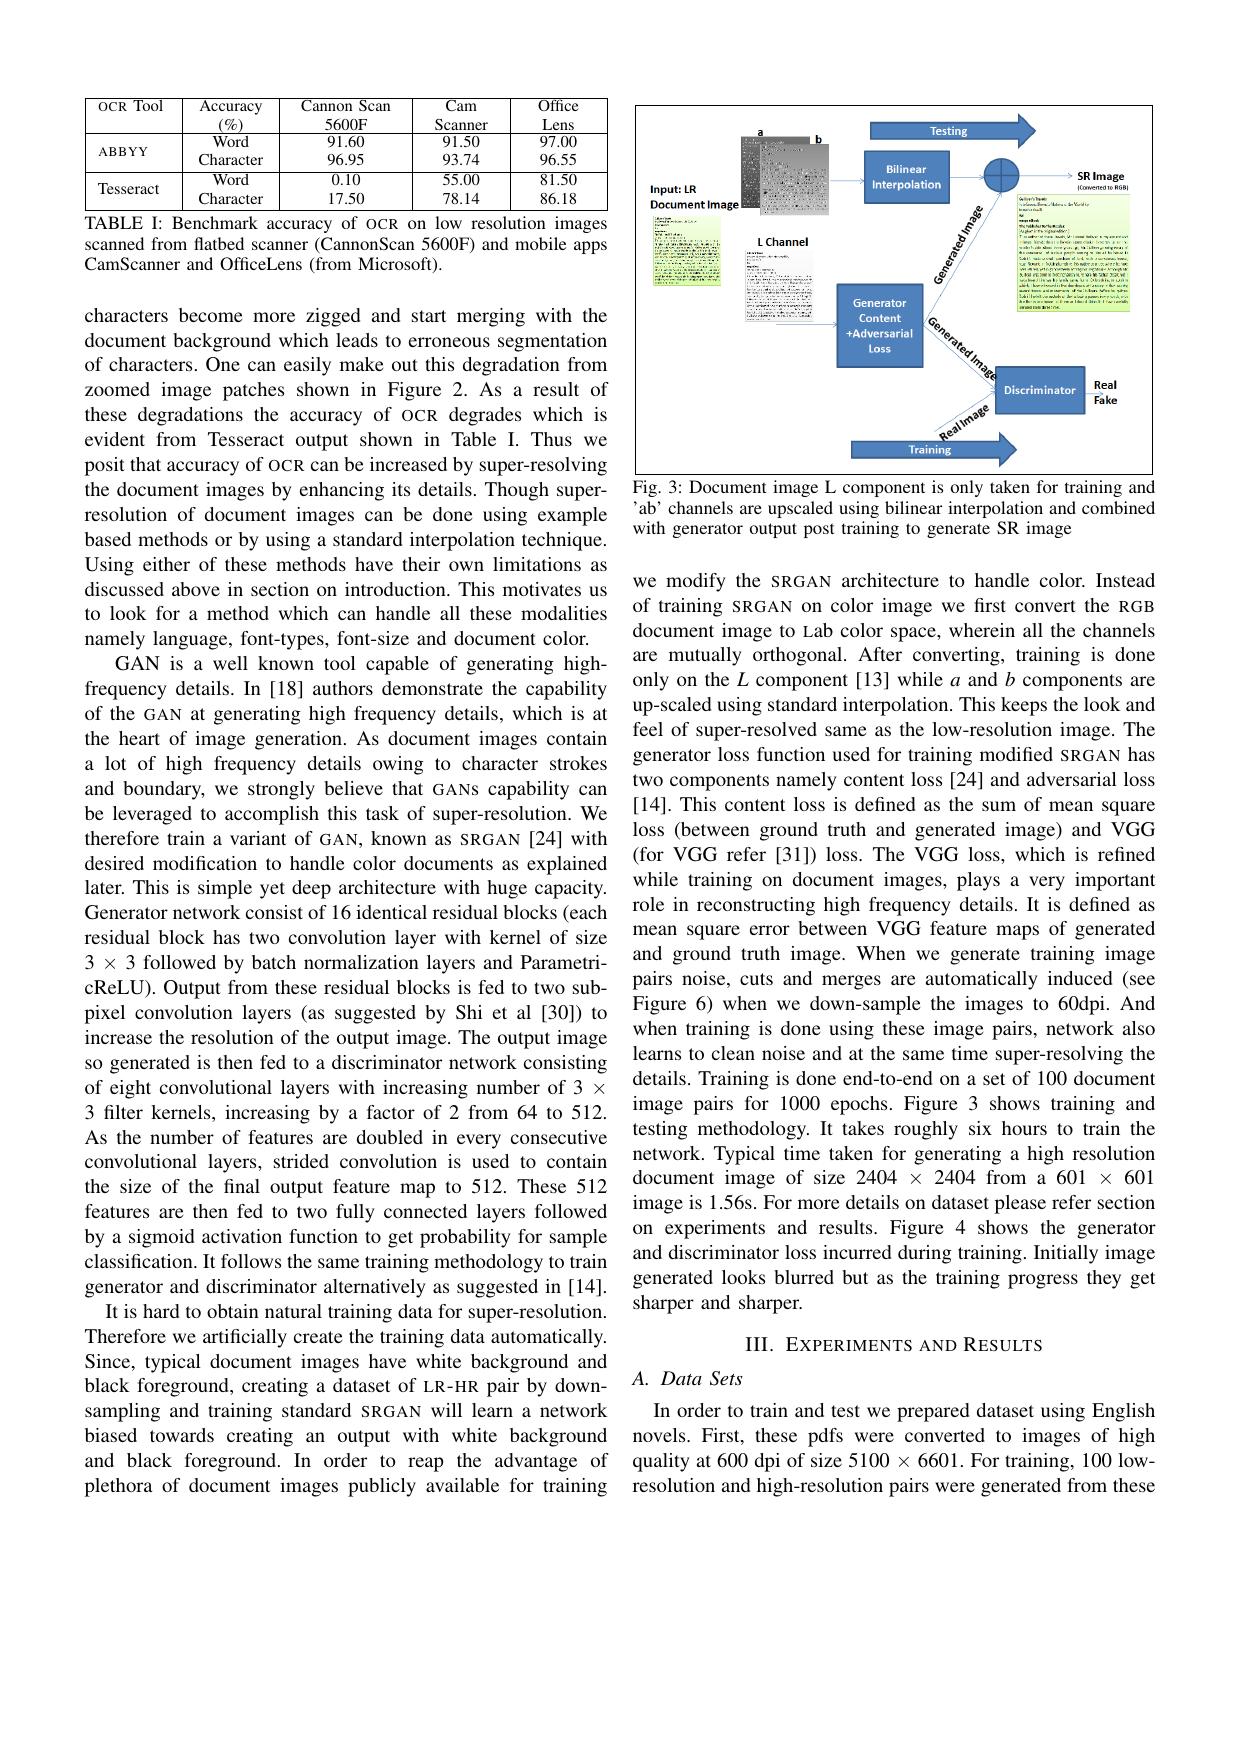 OCR Tool Accuracy (%) Cannon Scan 5600F Cam Scanner Office Lens
ABBYY Word 91.60 91.50 97.00
Character 96.95 93.74 96.55
Tesseract Word 0.10 55.00 81.50
Character 17.50 78.14 86.18
TABLE I: Benchmark accuracy of OCR on low resolution images
scanned from flatbed scanner (CannonScan 5600F) and mobile apps
CamScanner and OfficeLens (from Microsoft).
characters become more zigged and start merging with the
document background which leads to erroneous segmentation
of characters. One can easily make out this degradation from
zoomed image patches shown in Figure 2. As a result of
these degradations the accuracy of OCR degrades which is
evident from Tesseract output shown in Table I. Thus we
posit that accuracy of OCR can be increased by super-resolving
the document images by enhancing its details. Though super-
resolution of document images can be done using example
based methods or by using a standard interpolation technique.
Using either of these methods have their own limitations as
discussed above in section on introduction. This motivates us
to look for a method which can handle all these modalities
namely language, font-types, font-size and document color.
GAN is a well known tool capable of generating high-
frequency details. In [18] authors demonstrate the capability
of the GAN at generating high frequency details, which is at
the heart of image generation. As document images contain
a lot of high frequency details owing to character strokes
and boundary, we strongly believe that GANs capability can
be leveraged to accomplish this task of super-resolution. We
therefore train a variant of GAN, known as SRGAN [24] with
desired modification to handle color documents as explained
later. This is simple yet deep architecture with huge capacity.
Generator network consist of 16 identical residual blocks (each
residual block has two convolution layer with kernel of size
3 × 3 followed by batch normalization layers and Parametri-
cReLU). Output from these residual blocks is fed to two sub-
pixel convolution layers (as suggested by Shi et al [30]) to
increase the resolution of the output image. The output image
so generated is then fed to a discriminator network consisting
of eight convolutional layers with increasing number of 3 ×
3 filter kernels, increasing by a factor of 2 from 64 to 512.
As the number of features are doubled in every consecutive
convolutional layers, strided convolution is used to contain
the size of the final output feature map to 512. These 512
features are then fed to two fully connected layers followed
by a sigmoid activation function to get probability for sample
classification. It follows the same training methodology to train
generator and discriminator alternatively as suggested in [14].
It is hard to obtain natural training data for super-resolution.
Therefore we artificially create the training data automatically.
Since, typical document images have white background and
black foreground, creating a dataset of LR-HR pair by down-
sampling and training standard SRGAN will learn a network
biased towards creating an output with white background
and black foreground. In order to reap the advantage of
plethora of document images publicly available for training
Testing
a
b
Bilinear
Interpolation
SR Image
(Converted to RGB)
Input: LR
Document Image
L Channel
Generated Image
Generator
Content
+Adversarial
Loss
Generated Image
Discriminator
Real
Fake
Real Image
Training
Fig. 3: Document image L component is only taken for training and
'ab' channels are upscaled using bilinear interpolation and combined
with generator output post training to generate SR image
we modify the SRGAN architecture to handle color. Instead
of training SRGAN on color image we first convert the RGB
document image to Lab color space, wherein all the channels
are mutually orthogonal. After converting, training is done
only on the L component [13] while a and b components are
up-scaled using standard interpolation. This keeps the look and
feel of super-resolved same as the low-resolution image. The
generator loss function used for training modified SRGAN has
two components namely content loss [24] and adversarial loss
[14]. This content loss is defined as the sum of mean square
loss (between ground truth and generated image) and VGG
(for VGG refer [31]) loss. The VGG loss, which is refined
while training on document images, plays a very important
role in reconstructing high frequency details. It is defined as
mean square error between VGG feature maps of generated
and ground truth image. When we generate training image
pairs noise, cuts and merges are automatically induced (see
Figure 6) when we down-sample the images to 60dpi. And
when training is done using these image pairs, network also
learns to clean noise and at the same time super-resolving the
details. Training is done end-to-end on a set of 100 document
image pairs for 1000 epochs. Figure 3 shows training and
testing methodology. It takes roughly six hours to train the
network. Typical time taken for generating a high resolution
document image of size 2404 × 2404 from a 601 × 601
image is 1.56s. For more details on dataset please refer section
on experiments and results. Figure 4 shows the generator
and discriminator loss incurred during training. Initially image
generated looks blurred but as the training progress they get
sharper and sharper.
III. EXPERIMENTS AND RESULTS
A. Data Sets
In order to train and test we prepared dataset using English
novels. First, these pdfs were converted to images of high
quality at 600 dpi of size 5100 × 6601. For training, 100 low-
resolution and high-resolution pairs were generated from these